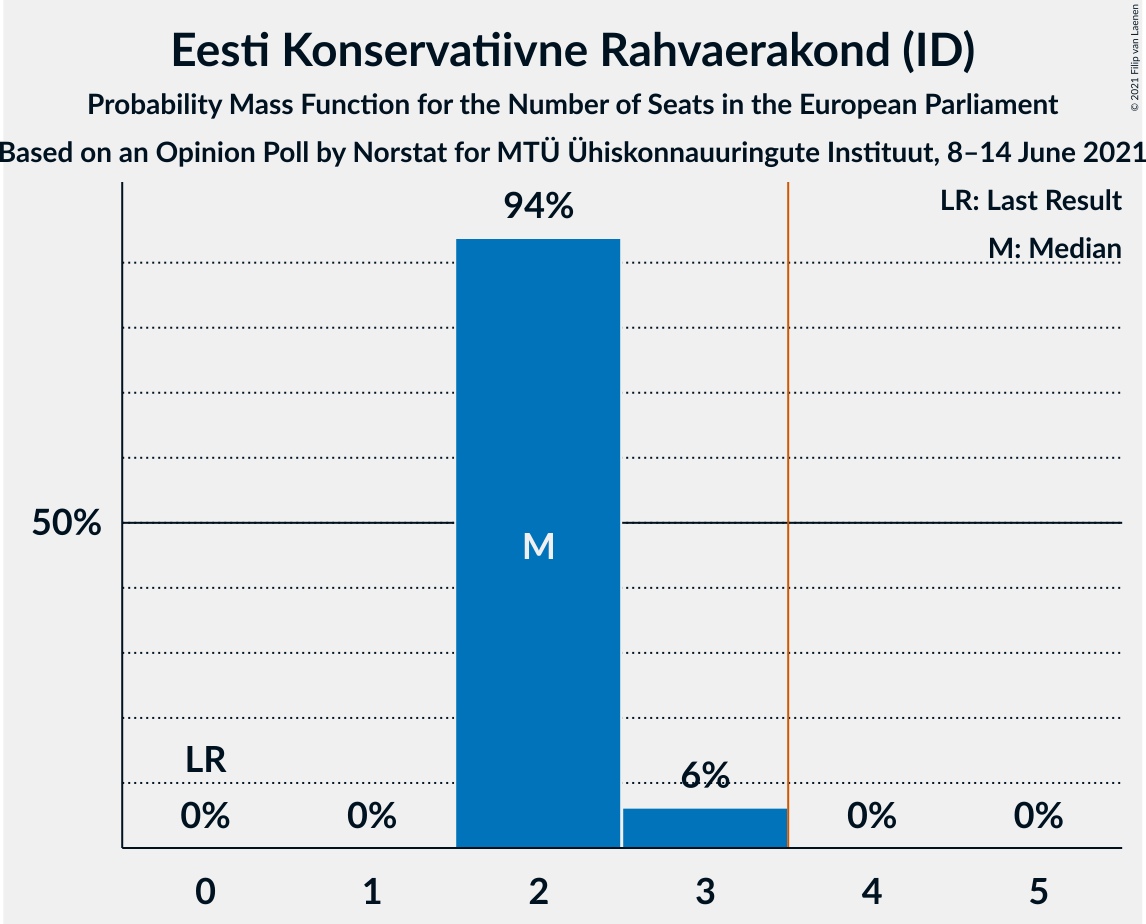 Eesti Konservatiivne Rahvaerakond (ID)
Probability Mass Function for the Number of Seats in the European Parliament
Based on an Opinion Poll by Norstat for MTÜ Ühiskonnauuringute Instituut, 8–14 June 2021
© 2021 Filip van Laenen
LR: Last Result
M: Median
94%
50%
M
LR
6%
0%
0%
0%
0%
0
1
2
3
4
5